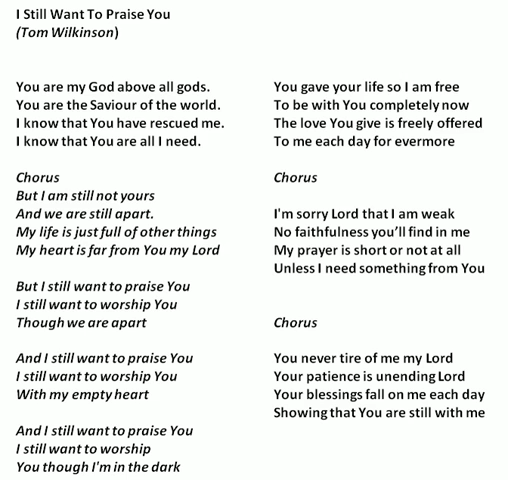 I Still Want To Praise You
(Tom Wilkinson)
You are my God above all gods.
You are the Saviour of the world.
I know that You have rescued me.
I know that You are all I need.
Chorus
But I am still not yours
And we are still apart.
My life is just full of other things
My heart is far from You my Lord
But I still want to praise You
I still want to worship You
Though we are apart
And I still want to praise You
I still want to worship You
With my empty heart
And I still want to praise You
I still want to worship
You though I'm in the dark
You gave your life so I am free
To be with You completely now
The love You give is freely offered
To me each day for evermore
Chorus
I'm sorry Lord that I am weak
No faithfulness you'll find in me
My prayer is short or not at all
Unless I need something from You
Chorus
You never tire of me my Lord
Your patience is unending Lord
Your blessings fall on me each day
Showing that You are still with me